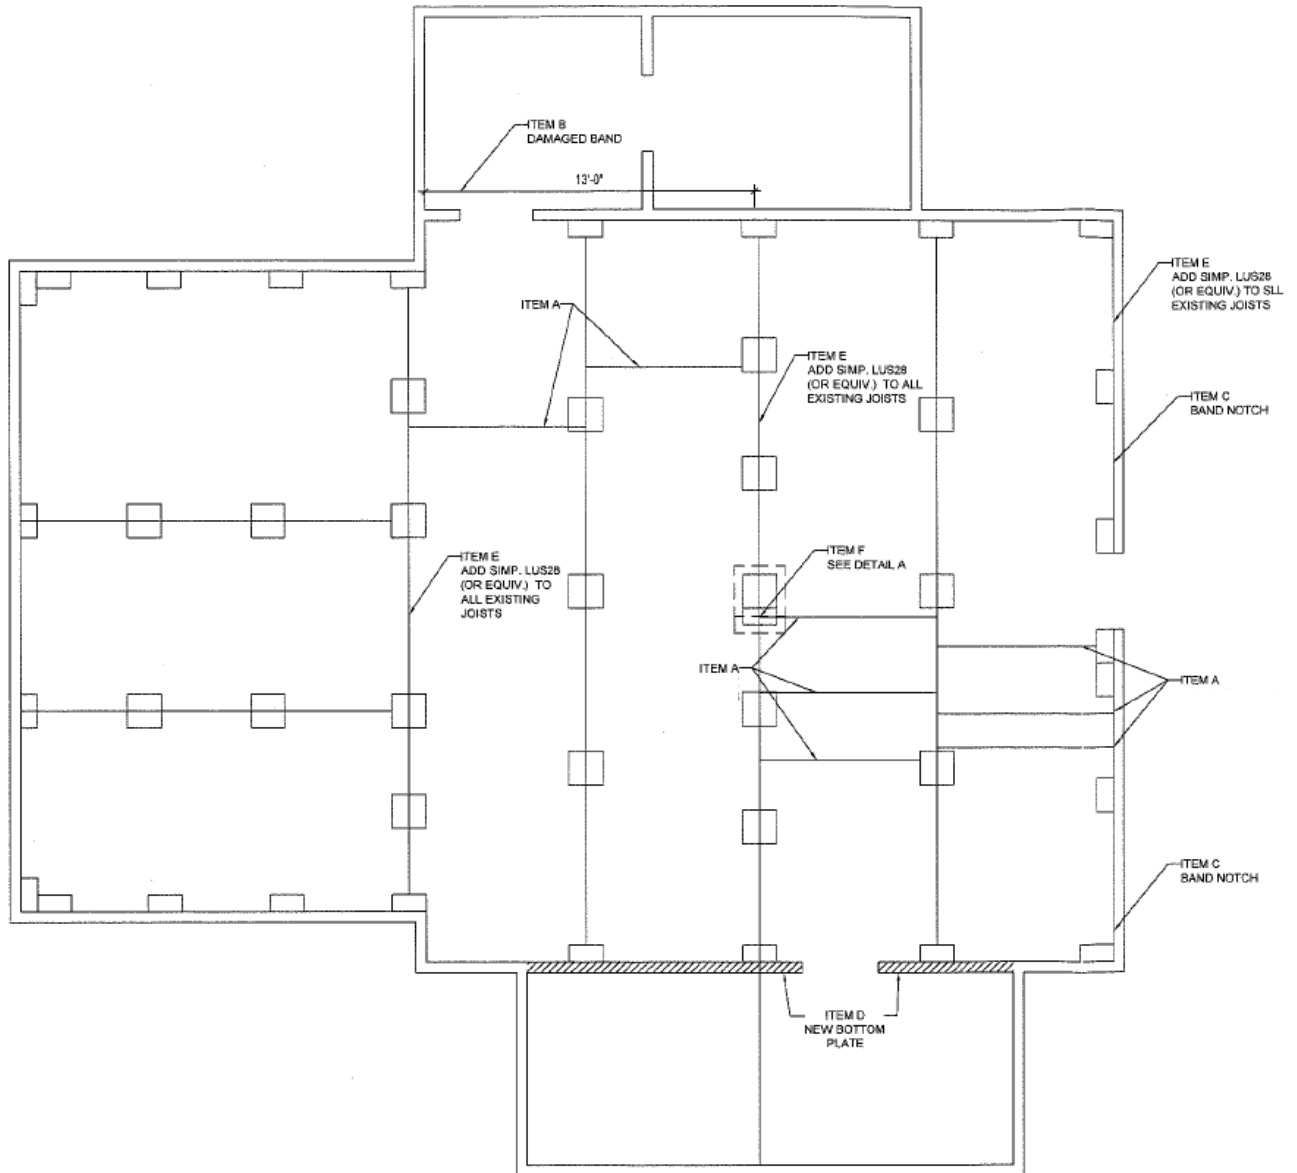 ITEM B
DAMAGED BAND
13'-0"
ITEM E
ADD SIMP. LUS28
(OR EQUIV.) TO SLL
EXISTING JOISTS
ITEM A
ITEM E
ADD SIMP. LUS28
(OR EQUIV.) TO ALL
EXISTING JOISTS
ITEM C
BAND NOTCH
ITEM E
ADD SIMP. LUS28
(OR EQUIV.) TO
ALL EXISTING
JOISTS
ITEM F
SEE DETAIL A
ITEM A
ITEM A
ITEM C
BAND NOTCH
ITEM D
NEW BOTTOM
PLATE